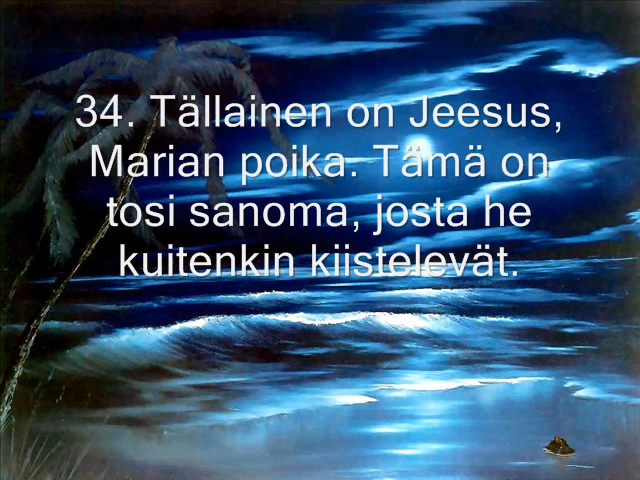 34. Tällainen on Jeesus,
Marian poika. Tämä on
tosi sanoma, josta he
kuitenkin kiistelevät.